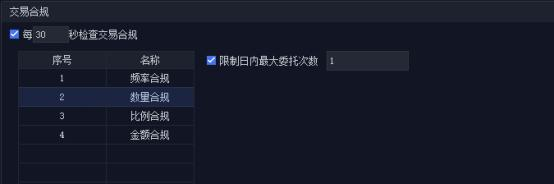 交易合规
每 30 秒检查交易合规
序号 名称
1 频率合规
2 数量合规
3 比例合规
4 金额合规
限制日内最大委托次数 1